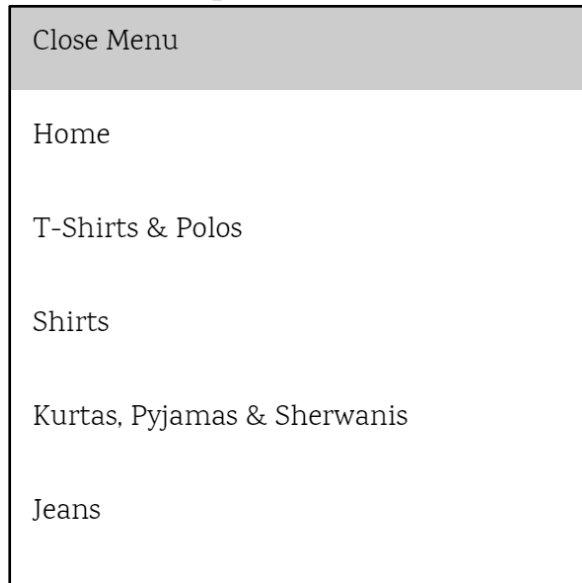 Close Menu
Home
T-Shirts & Polos
Shirts
Kurtas, Pyjamas & Sherwanis
Jeans